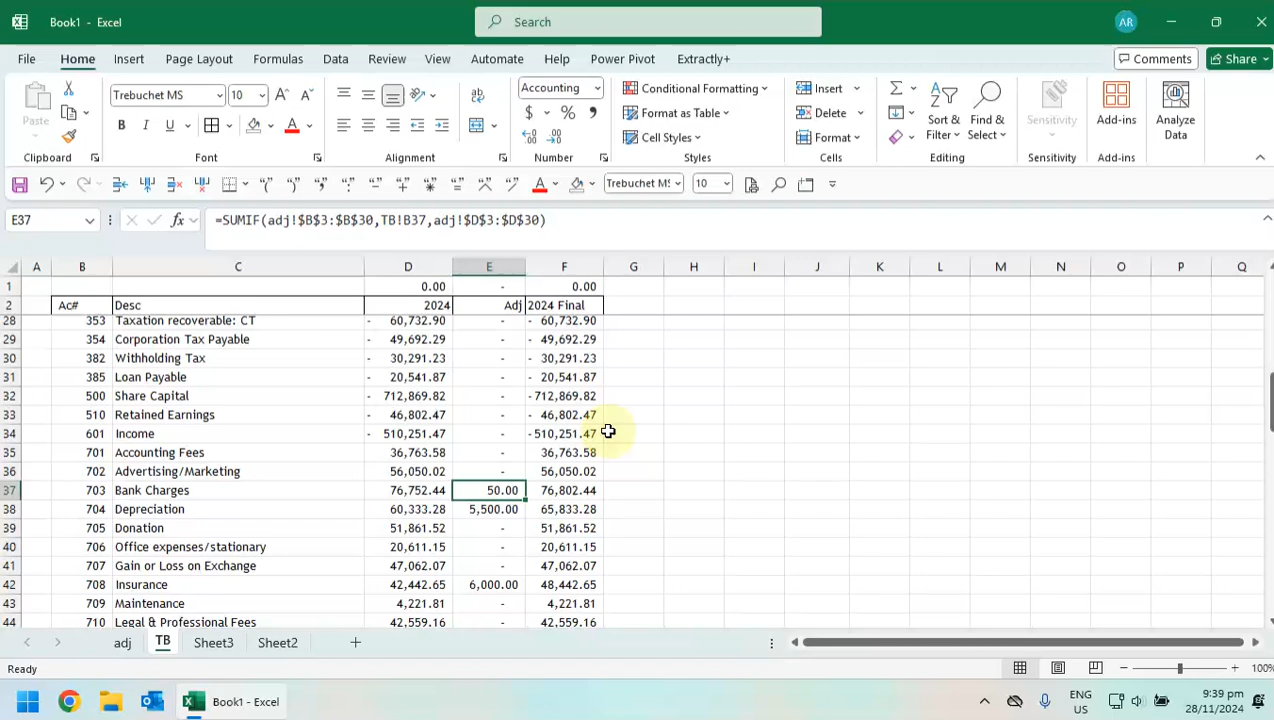 Book1 - Excel
Search
AR
File Home Insert Page Layout Formulas Data Review View Automate Help Power Pivot Extractly+
Comments
Share
Paste
Clipboard
Trebuchet MS 10
Font
Alignment
Accounting
Number
Conditional Formatting
Format as Table
Cell Styles
Styles
Insert
Delete
Format
Cells
Sort & Filter
Find & Select
Editing
Sensitivity
Sensitivity
Add-ins
Add-ins
Analyze Data
Trebuchet MS 10
E37 =SUMIF(adj!$B$3:$B$30,TB!B37,adj!$D$3:$D$30)
A B C D E F G H I J K L M N O P Q
1 0.00 - 0.00
2 Ac# Desc 2024 Adj 2024 Final
28 353 Taxation recoverable: CT - 60,732.90 - - 60,732.90
29 354 Corporation Tax Payable - 49,692.29 - - 49,692.29
30 382 Withholding Tax - 30,291.23 - - 30,291.23
31 385 Loan Payable - 20,541.87 - - 20,541.87
32 500 Share Capital - 712,869.82 - - 712,869.82
33 510 Retained Earnings - 46,802.47 - - 46,802.47
34 601 Income - 510,251.47 - - 510,251.47
35 701 Accounting Fees 36,763.58 - 36,763.58
36 702 Advertising/Marketing 56,050.02 - 56,050.02
37 703 Bank Charges 76,752.44 50.00 76,802.44
38 704 Depreciation 60,333.28 5,500.00 65,833.28
39 705 Donation 51,861.52 - 51,861.52
40 706 Office expenses/stationary 20,611.15 - 20,611.15
41 707 Gain or Loss on Exchange 47,062.07 - 47,062.07
42 708 Insurance 42,442.65 6,000.00 48,442.65
43 709 Maintenance 4,221.81 - 4,221.81
44 710 Legal & Professional Fees 42,559.16 - 42,559.16
adj TB Sheet3 Sheet2
Ready
100%
Book1 - Excel
ENG
US
9:39 pm
28/11/2024